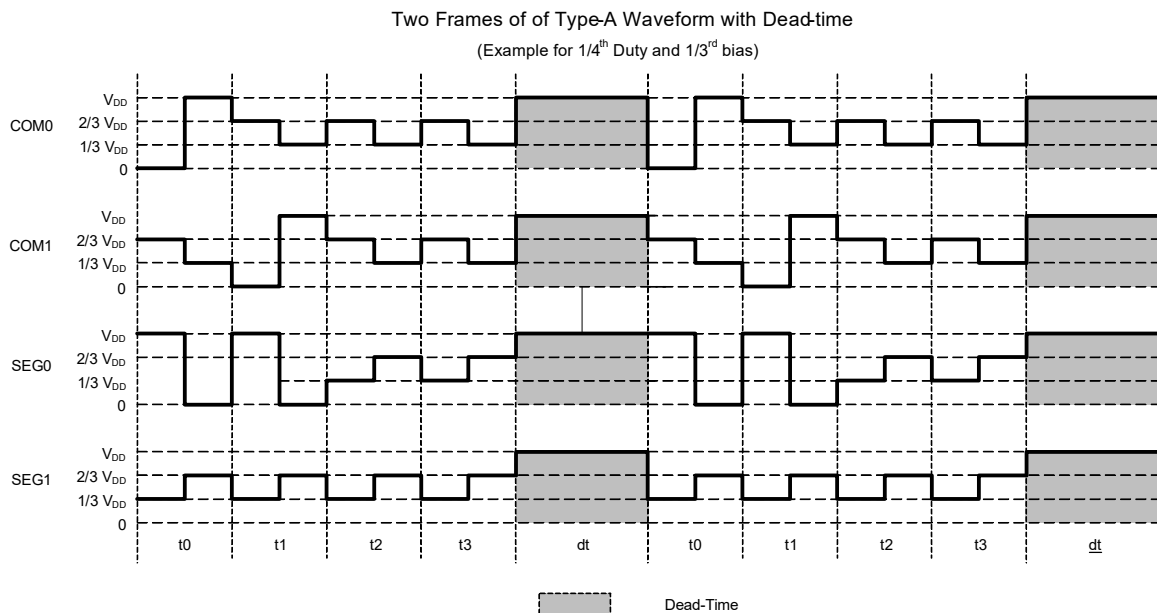 Two Frames of of Type-A Waveform with Dead-time
(Example for 1/4th Duty and 1/3rd bias)
COM0
VDD
2/3 VDD
1/3 VDD
0
COM1
VDD
2/3 VDD
1/3 VDD
0
SEG0
VDD
2/3 VDD
1/3 VDD
0
SEG1
VDD
2/3 VDD
1/3 VDD
0
t0 t1 t2 t3 dt t0 t1 t2 t3 dt
Dead-Time